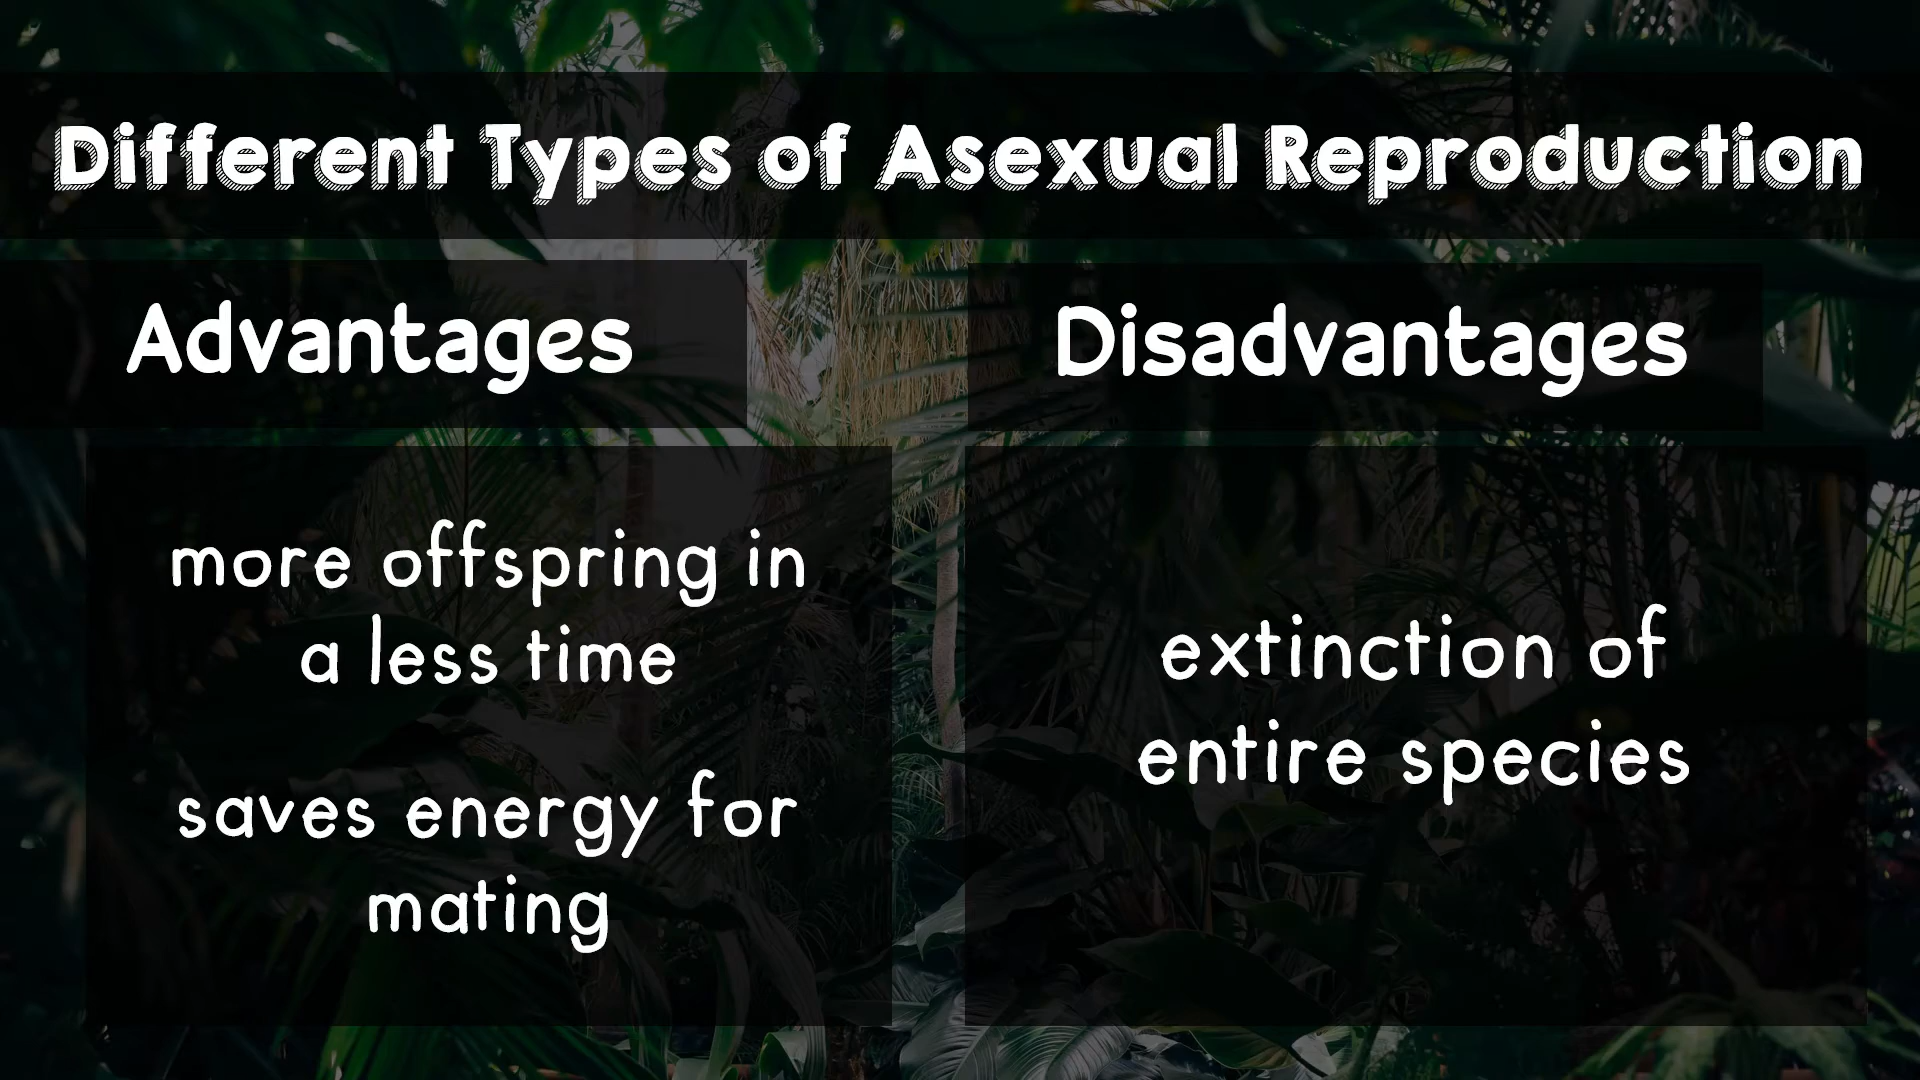 Different Types of Asexual Reproduction
Advantages
more offspring in
a less time
saves energy for
mating
Disadvantages
extinction of
entire species